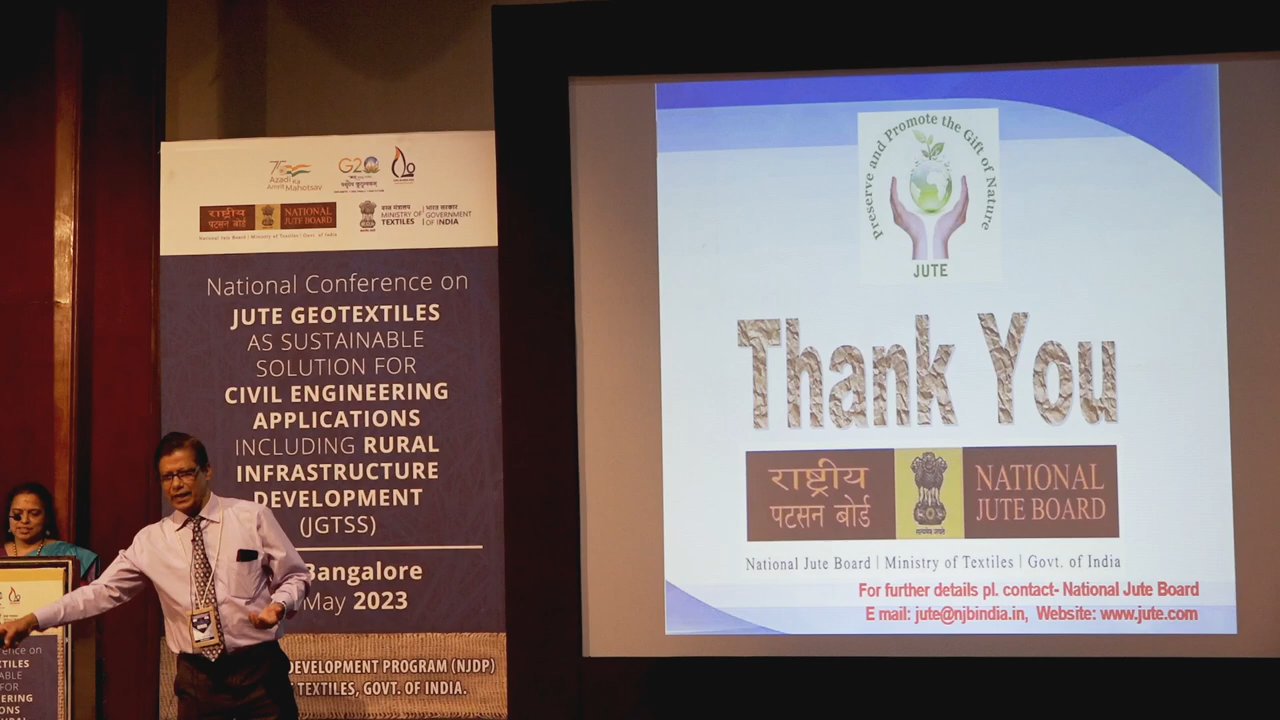 75
Azadi Ka
Amrit Mahotsav
G20
वसुधैव कुटुम्बकम्
राष्ट्रीय
पटसन बोर्ड
NATIONAL
JUTE BOARD
National Jute Board | Ministry of Textiles | Govt. of India
वस्त्र मंत्रालय
MINISTRY OF
TEXTILES
भारत सरकार
GOVERNMENT
OF INDIA
National Conference on
JUTE GEOTEXTILES
AS SUSTAINABLE
SOLUTION FOR
CIVIL ENGINEERING
APPLICATIONS
INCLUDING RURAL
INFRASTRUCTURE
DEVELOPMENT
(JGTSS)
Bangalore
May 2023
DEVELOPMENT PROGRAM (NJDP)
TEXTILES, GOVT. OF INDIA.
Preserve and Promote the Gift of Nature
JUTE
Thank You
राष्ट्रीय
पटसन बोर्ड
सत्यमेव जयते
NATIONAL
JUTE BOARD
National Jute Board | Ministry of Textiles | Govt. of India
For further details pl. contact- National Jute Board
E mail: jute@njbindia.in, Website: www.jute.com